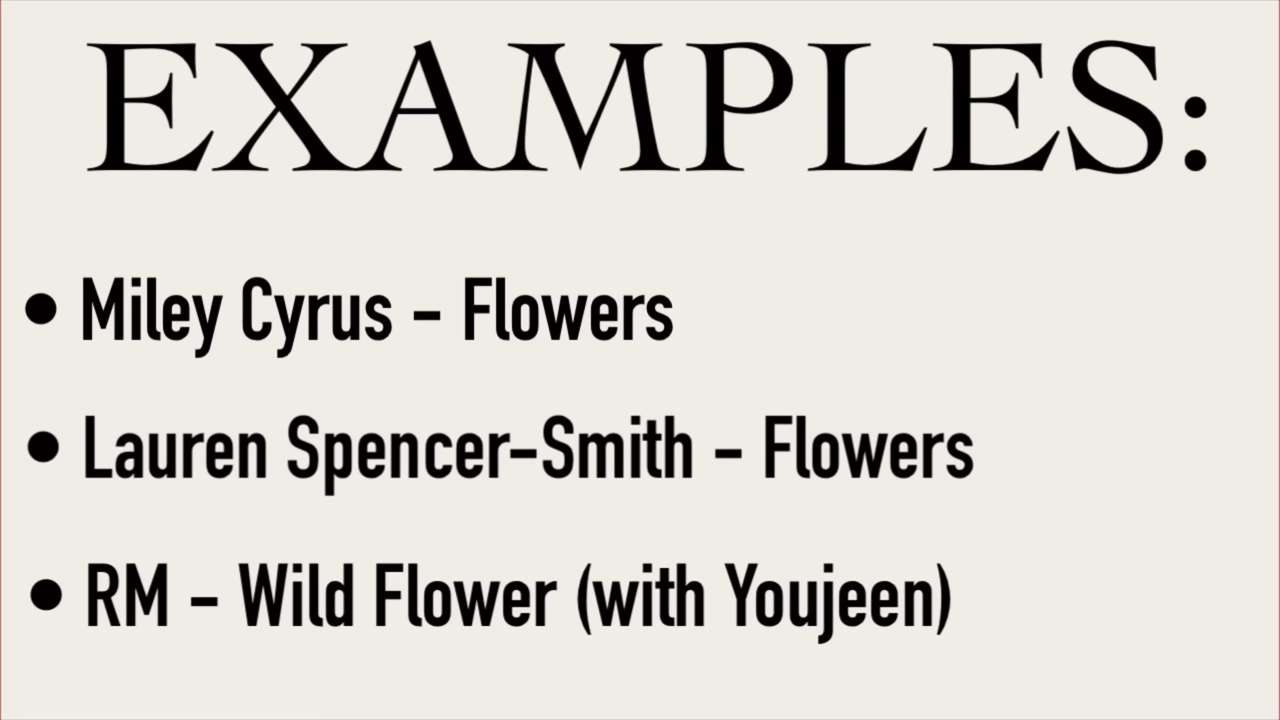 EXAMPLES:
• Miley Cyrus - Flowers
• Lauren Spencer-Smith - Flowers
• RM - Wild Flower (with Youjeen)